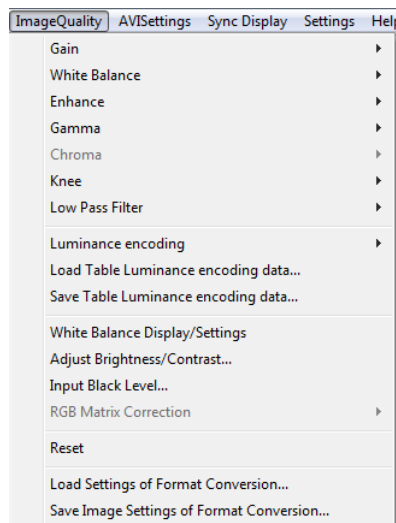 ImageQuality AVISettings Sync Display Settings Help
Gain
White Balance
Enhance
Gamma
Chroma
Knee
Low Pass Filter
Luminance encoding
Load Table Luminance encoding data...
Save Table Luminance encoding data...
White Balance Display/Settings
Adjust Brightness/Contrast...
Input Black Level...
RGB Matrix Correction
Reset
Load Settings of Format Conversion...
Save Image Settings of Format Conversion...